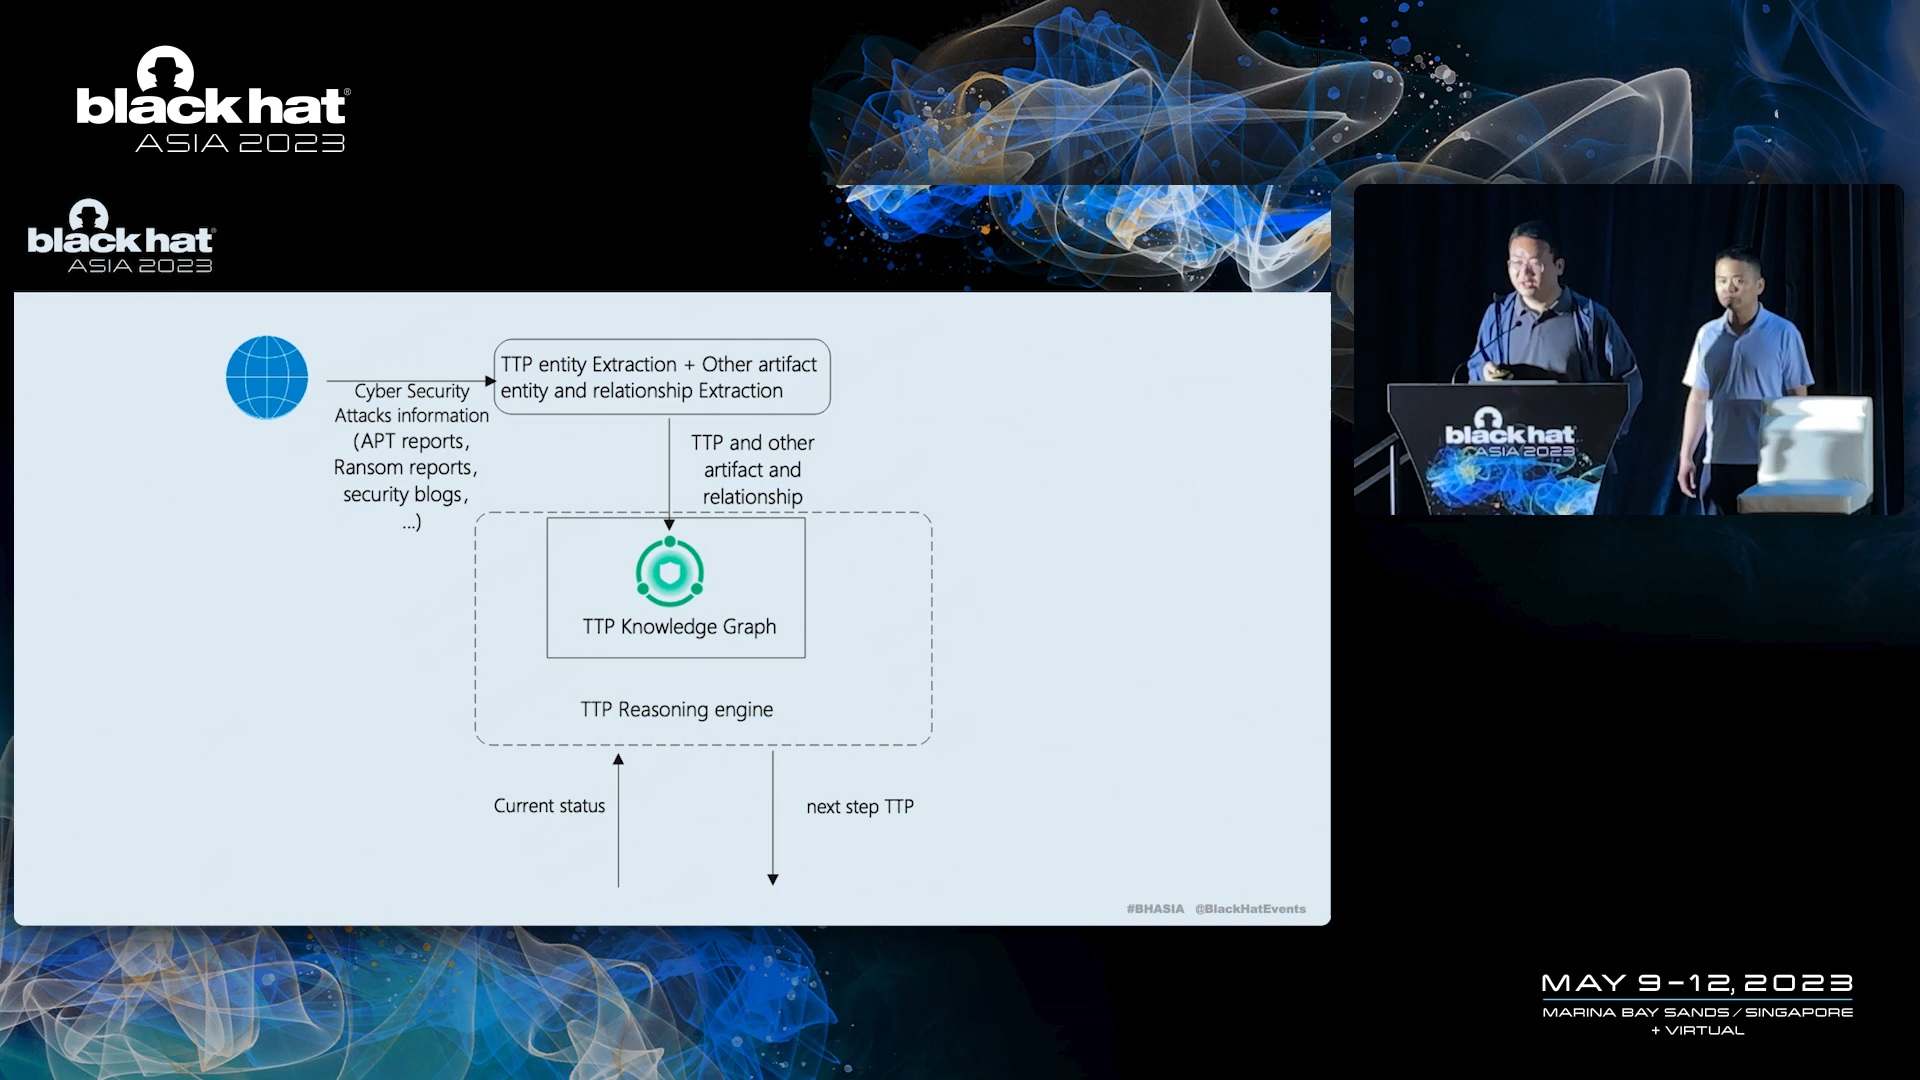 black hat®
ASIA 2023
black hat®
ASIA 2023
TTP entity Extraction + Other artifact
entity and relationship Extraction
Cyber Security
Attacks information
(APT reports,
Ransom reports,
security blogs,
...)
TTP and other
artifact and
relationship
TTP Knowledge Graph
TTP Reasoning engine
Current status
next step TTP
#BHASIA @BlackHatEvents
black hat
ASIA 2023
MAY 9-12, 2023
MARINA BAY SANDS / SINGAPORE
+ VIRTUAL